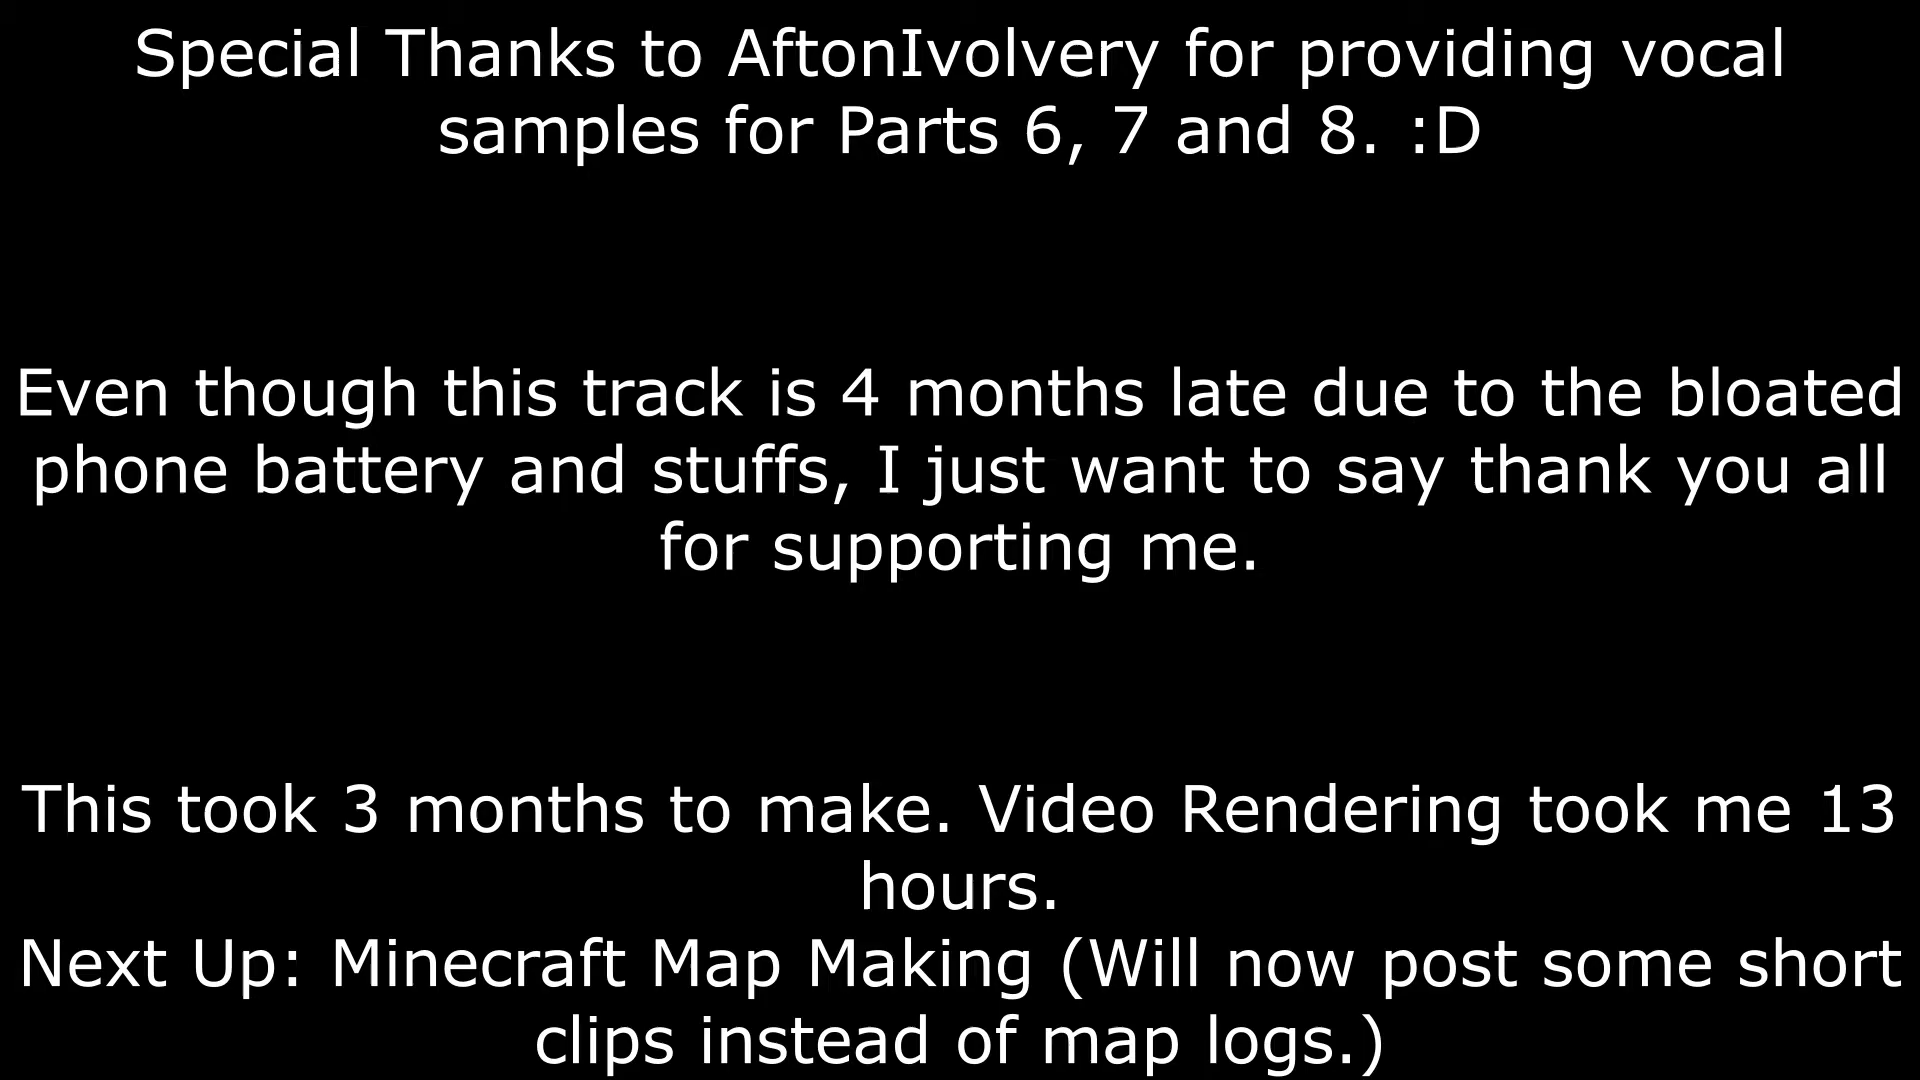 Special Thanks to AftonIvolvery for providing vocal
samples for Parts 6, 7 and 8. :D
Even though this track is 4 months late due to the bloated
phone battery and stuffs, I just want to say thank you all
for supporting me.
This took 3 months to make. Video Rendering took me 13
hours.
Next Up: Minecraft Map Making (Will now post some short
clips instead of map logs.)